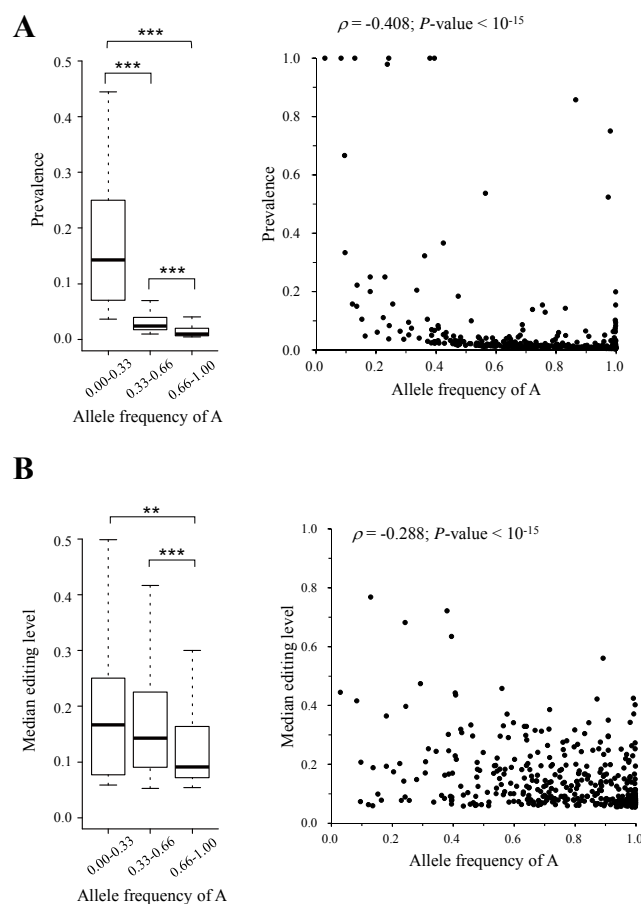 A
ρ = -0.408; P-value < 10⁻¹⁵
***
***
***
Prevalence
0.5
0.4
0.3
0.2
0.1
0.0
0.00-0.33
0.33-0.66
0.66-1.00
Allele frequency of A
Prevalence
1.0
0.8
0.6
0.4
0.2
0.0
0.0 0.2 0.4 0.6 0.8 1.0
Allele frequency of A
B
**
***
Median editing level
0.5
0.4
0.3
0.2
0.1
0.0
0.00-0.33
0.33-0.66
0.66-1.00
Allele frequency of A
ρ = -0.288; P-value < 10⁻¹⁵
Median editing level
1.0
0.8
0.6
0.4
0.2
0.0
0.0 0.2 0.4 0.6 0.8 1.0
Allele frequency of A